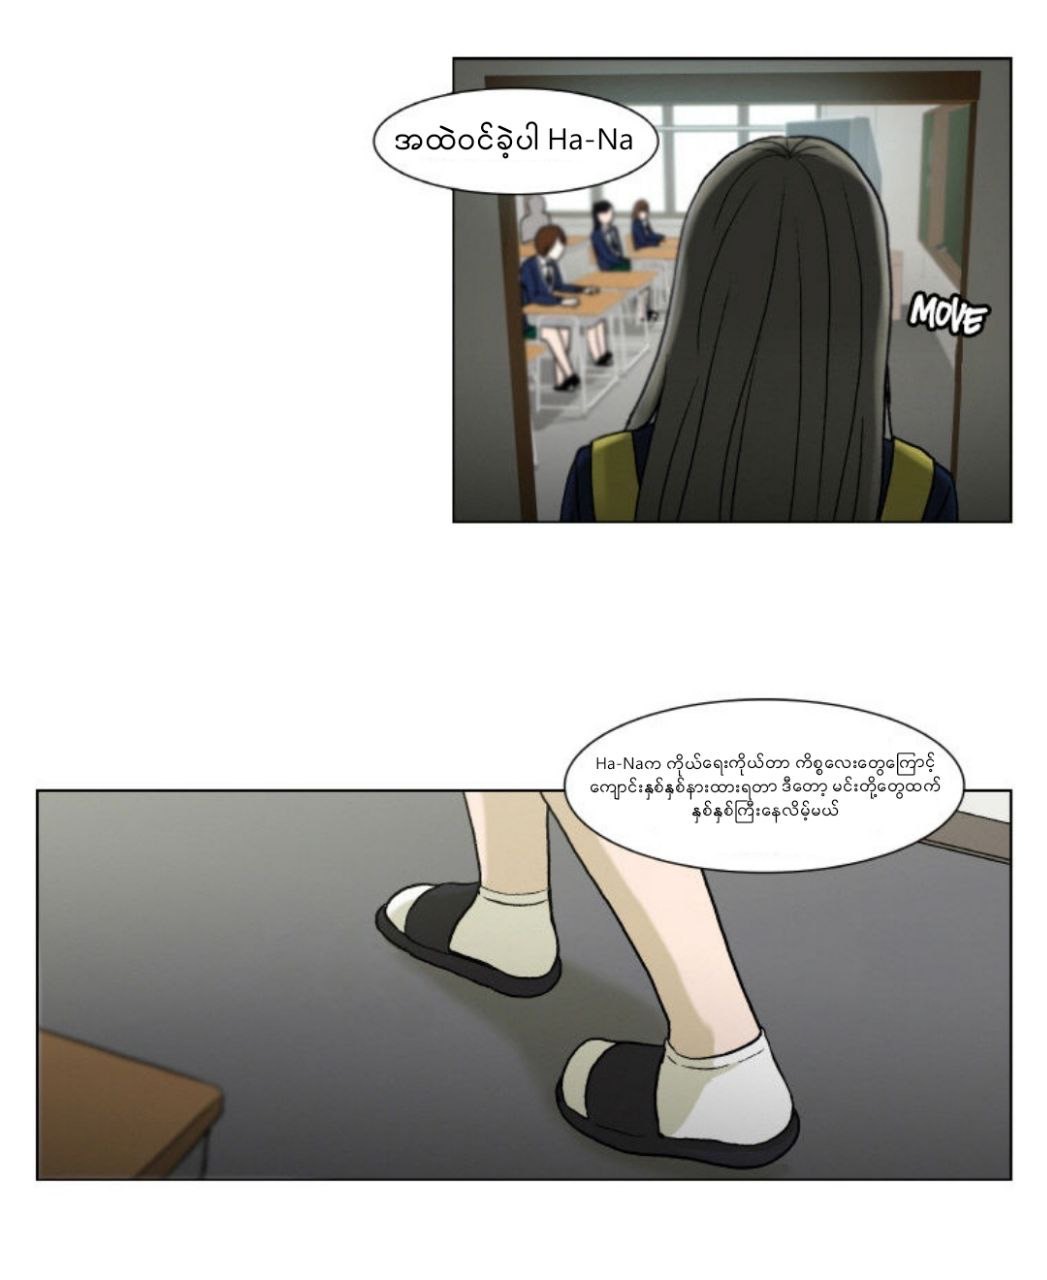 အထဲဝင်ခဲ့ပါ Ha-Na
MOVE
Ha-Naက ကိုယ်ရေးကိုယ်တာ ကိစ္စလေးတွေကြောင့်
ကျောင်းနှစ်နှစ်နားထားရတာ ဒီတော့ မင်းတို့တွေထက်
နှစ်နှစ်ကြီးနေလိမ့်မယ်